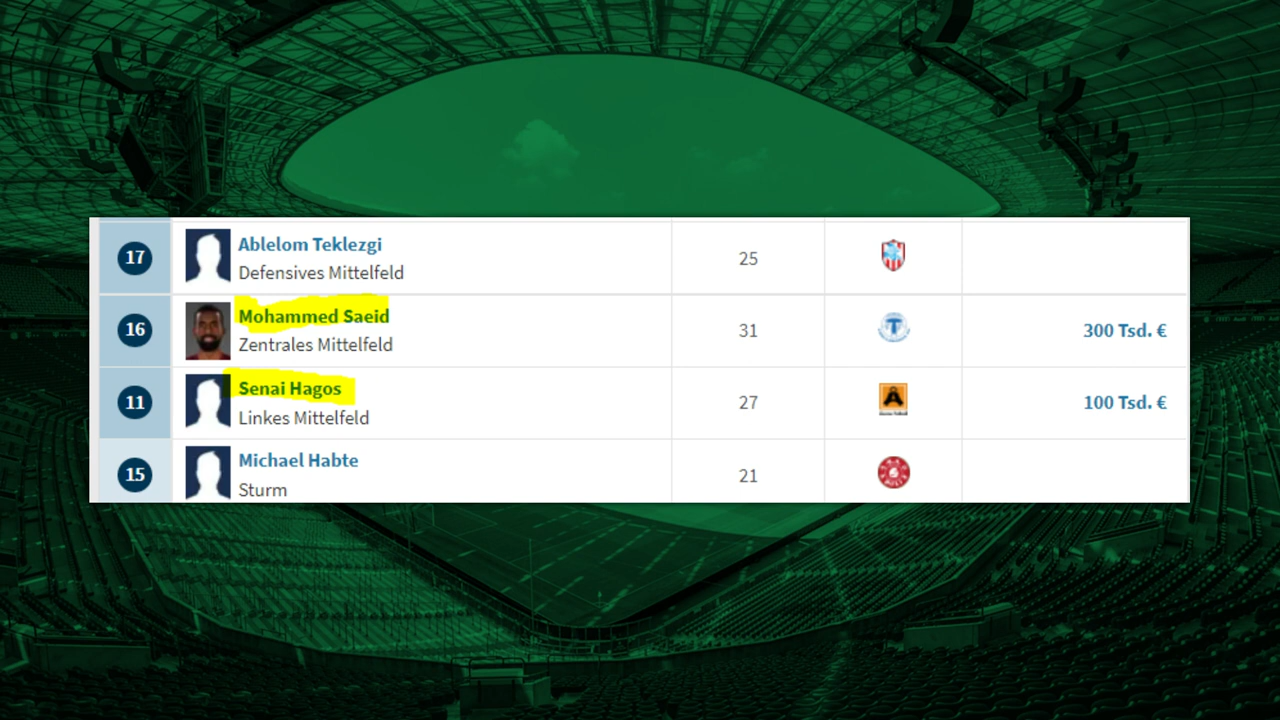 17 Ablelom Teklezgi 25
Defensives Mittelfeld
16 Mohammed Saeid 31 300 Tsd. €
Zentrales Mittelfeld
11 Senai Hagos 27 100 Tsd. €
Linkes Mittelfeld
15 Michael Habte 21
Sturm